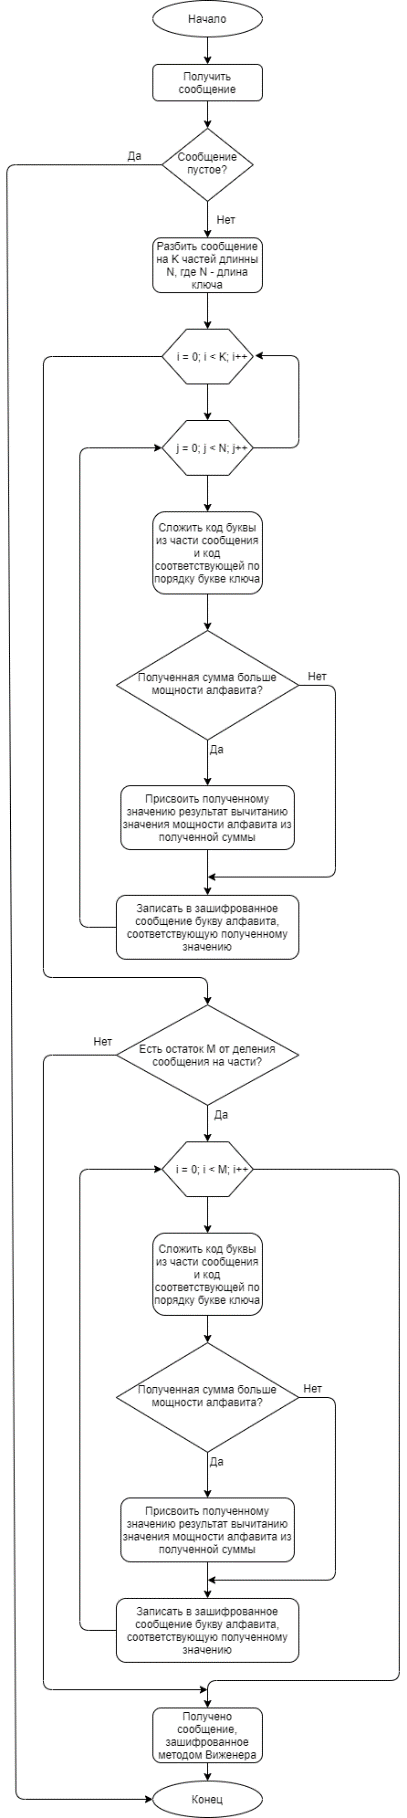 Начало
Получить
сообщение
Сообщение
пустое?
Да
Нет
Разбить сообщение
на K частей длинны
N, где N - длина
ключа
i = 0; i < K; i++
j = 0; j < N; j++
Сложить код буквы
из части сообщения
и код
соответствующей по
порядку букве ключа
Полученная сумма больше
мощности алфавита?
Нет
Да
Присвоить полученному
значению результат вычитанию
значения мощности алфавита из
полученной суммы
Записать в зашифрованное
сообщение букву алфавита,
соответствующую полученному
значению
Есть остаток M от деления
сообщения на части?
Нет
Да
i = 0; i < M; i++
Сложить код буквы
из части сообщения
и код
соответствующей по
порядку букве ключа
Полученная сумма больше
мощности алфавита?
Нет
Да
Присвоить полученному
значению результат вычитанию
значения мощности алфавита из
полученной суммы
Записать в зашифрованное
сообщение букву алфавита,
соответствующую полученному
значению
Получено
сообщение,
зашифрованное
методом Виженера
Конец